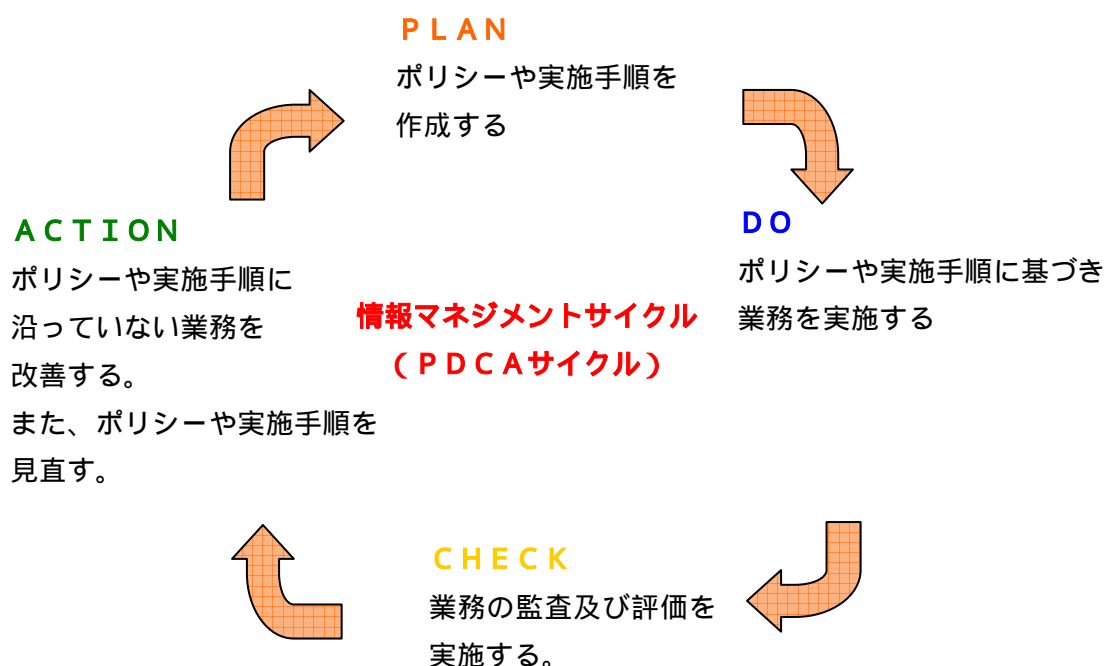 ＰＬＡＮ
ポリシーや実施手順を
作成する
ＤＯ
ポリシーや実施手順に基づき
業務を実施する
ＣＨＥＣＫ
業務の監査及び評価を
実施する。
ＡＣＴＩＯＮ
ポリシーや実施手順に
沿っていない業務を
改善する。
また、ポリシーや実施手順を
見直す。
情報マネジメントサイクル
（ＰＤＣＡサイクル）